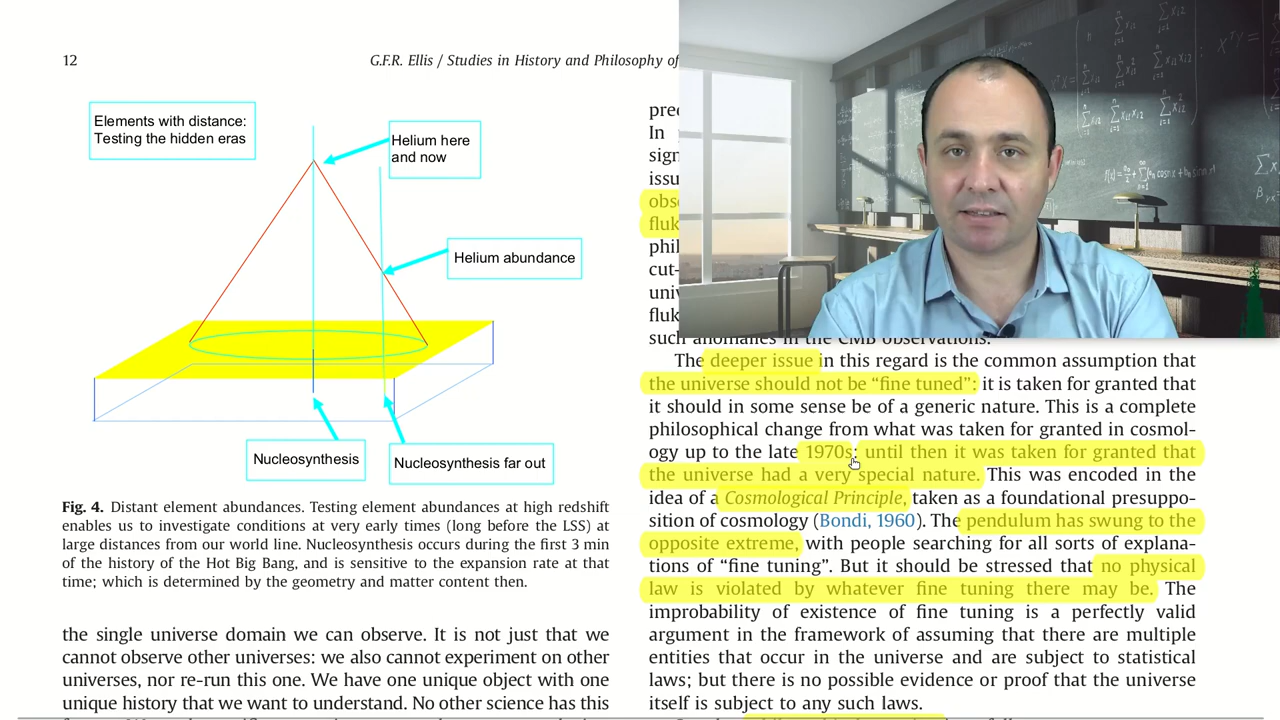 12
G.F.R. Ellis / Studies in History and Philosophy of
Elements with distance:
Testing the hidden eras
Helium here
and now
Helium abundance
Nucleosynthesis
Nucleosynthesis far out
Fig. 4. Distant element abundances. Testing element abundances at high redshift
enables us to investigate conditions at very early times (long before the LSS) at
large distances from our world line. Nucleosynthesis occurs during the first 3 min
of the history of the Hot Big Bang, and is sensitive to the expansion rate at that
time; which is determined by the geometry and matter content then.
the single universe domain we can observe. It is not just that we
cannot observe other universes: we also cannot experiment on other
universes, nor re-run this one. We have one unique object with one
unique history that we want to understand. No other science has this
In
such anomalies in the CMB observations.
The deeper issue in this regard is the common assumption that
the universe should not be “fine tuned”: it is taken for granted that
it should in some sense be of a generic nature. This is a complete
philosophical change from what was taken for granted in cosmol-
ogy up to the late 1970s: until then it was taken for granted that
the universe had a very special nature. This was encoded in the
idea of a Cosmological Principle, taken as a foundational presuppo-
sition of cosmology (Bondi, 1960). The pendulum has swung to the
opposite extreme, with people searching for all sorts of explana-
tions of “fine tuning”. But it should be stressed that no physical
law is violated by whatever fine tuning there may be. The
improbability of existence of fine tuning is a perfectly valid
argument in the framework of assuming that there are multiple
entities that occur in the universe and are subject to statistical
laws; but there is no possible evidence or proof that the universe
itself is subject to any such laws.